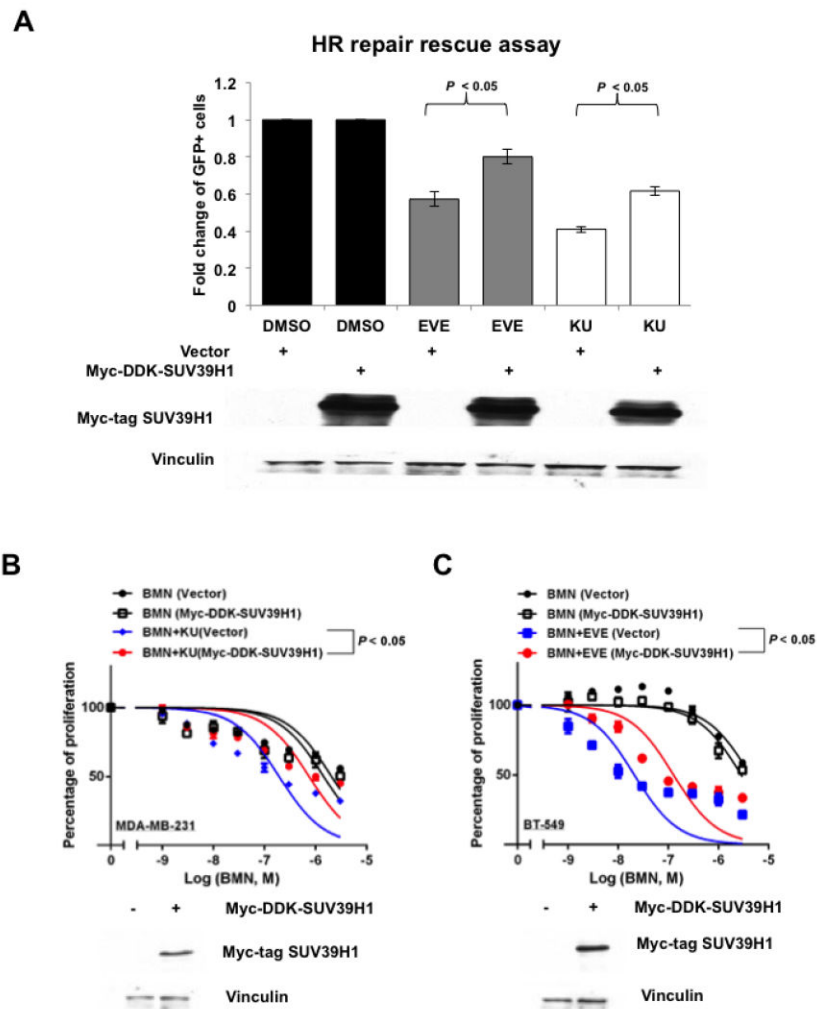 A
HR repair rescue assay
P < 0.05
P < 0.05
Fold change of GFP+ cells
1.2
1
0.8
0.6
0.4
0.2
0
DMSO DMSO EVE EVE KU KU
Vector + + +
Myc-DDK-SUV39H1 + + +
Myc-tag SUV39H1
Vinculin
B
BMN (Vector)
BMN (Myc-DDK-SUV39H1)
BMN+KU(Vector)
BMN+KU(Myc-DDK-SUV39H1)
P < 0.05
Percentage of proliferation
100
50
MDA-MB-231
0 -9 -8 -7 -6 -5
Log (BMN, M)
- + Myc-DDK-SUV39H1
Myc-tag SUV39H1
Vinculin
C
BMN (Vector)
BMN (Myc-DDK-SUV39H1)
BMN+EVE (Vector)
BMN+EVE (Myc-DDK-SUV39H1)
P < 0.05
Percentage of proliferation
100
50
BT-549
0 -9 -8 -7 -6 -5
Log (BMN, M)
- + Myc-DDK-SUV39H1
Myc-tag SUV39H1
Vinculin